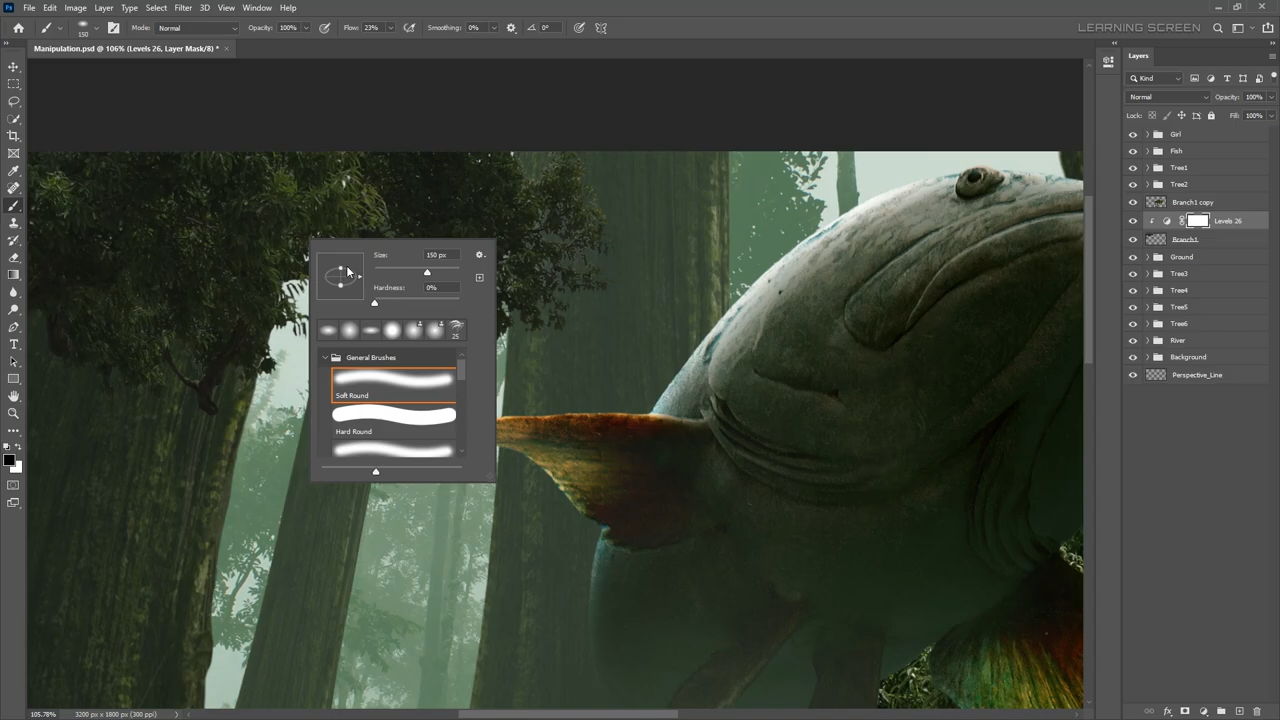 Ps File Edit Image Layer Type Select Filter 3D View Window Help
150 Mode: Normal Opacity: 100% Flow: 23% Smoothing: 0% 0° LEARNING SCREEN
Manipulation.psd @ 106% (Levels 26, Layer Mask/8) * ×
Layers
Kind
Normal Opacity: 100%
Lock: Fill: 100%
Girl
Fish
Tree1
Tree2
Branch1 copy
Levels 26
Branch1
Ground
Tree3
Tree4
Tree5
Tree6
River
Background
Perspective_Line
Size: 150 px
Hardness: 0%
25
General Brushes
Soft Round
Hard Round
105.78% 3200 px x 1800 px (300 ppi)